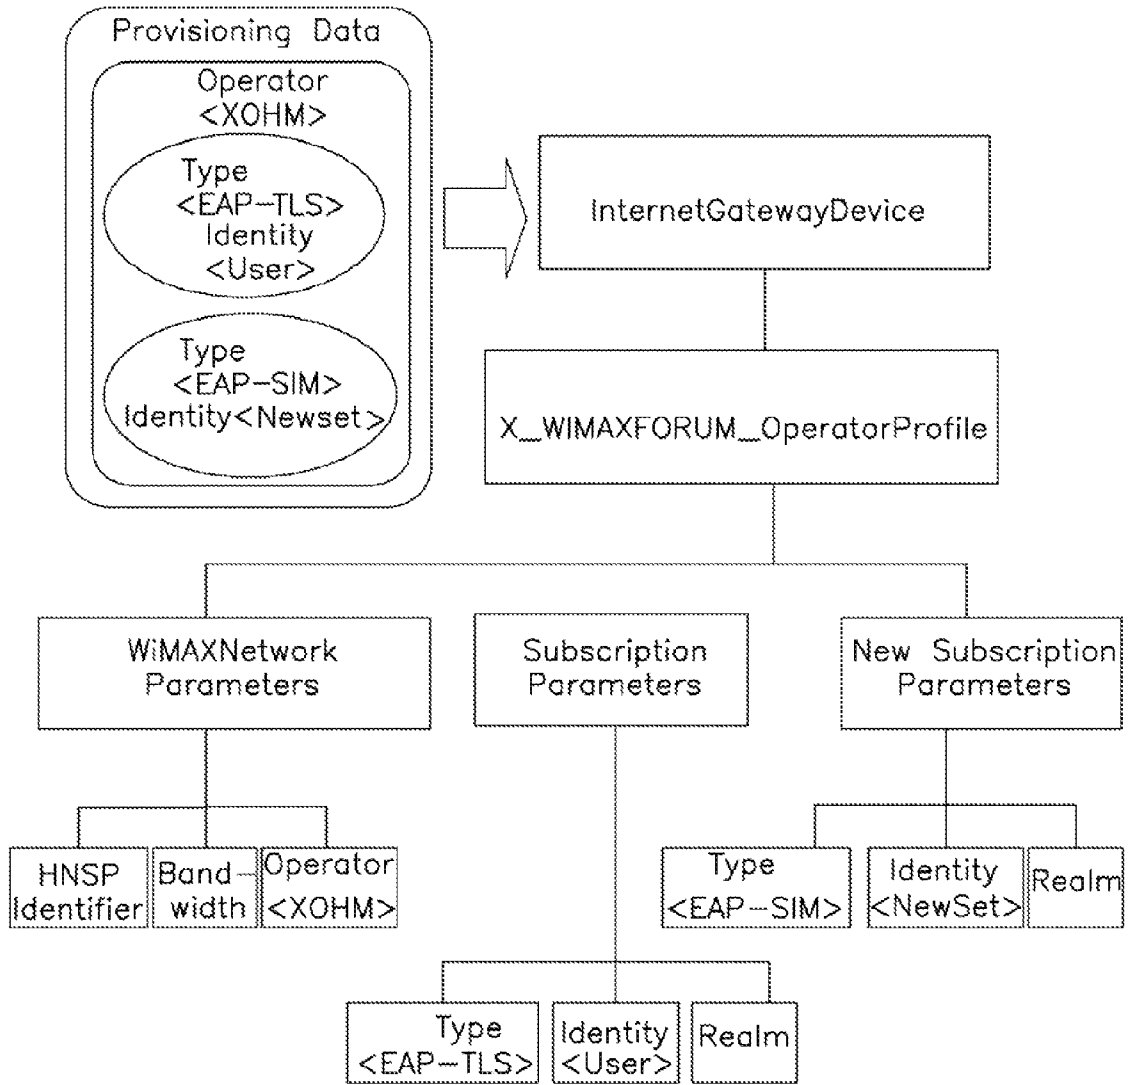 Provisioning Data
Operator
<XOHM>
Type
<EAP-TLS>
Identity
<User>
Type
<EAP-SIM>
Identity<Newset>
InternetGatewayDevice
X_WIMAXFORUM_OperatorProfile
WiMAXNetwork
Parameters
Subscription
Parameters
New Subscription
Parameters
HNSP
Identifier
Band-
width
Operator
<XOHM>
Type
<EAP-SIM>
Identity
<NewSet>
Realm
Type
<EAP-TLS>
Identity
<User>
Realm